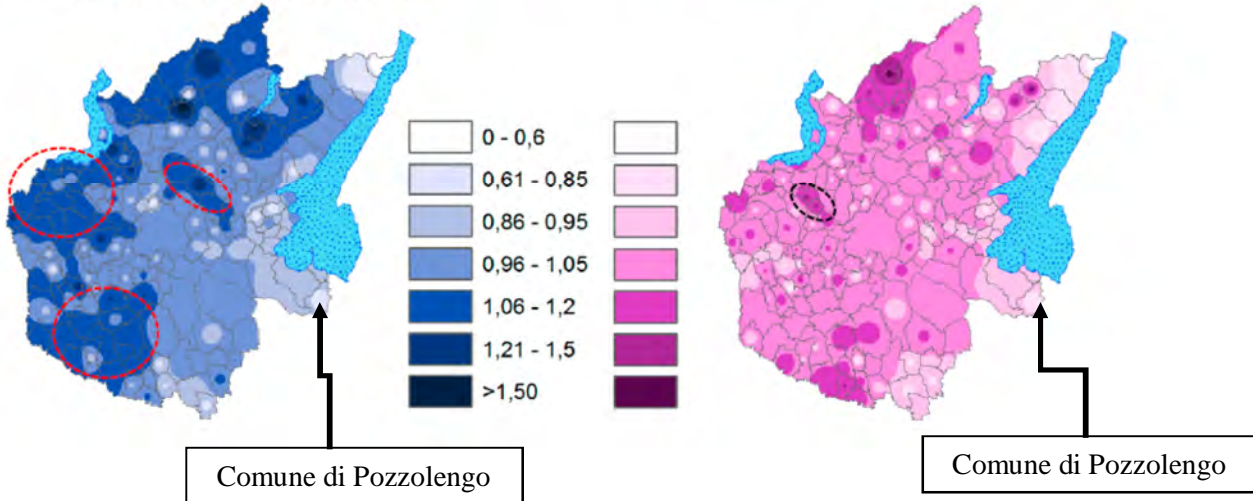 0 - 0,6
0,61 - 0,85
0,86 - 0,95
0,96 - 1,05
1,06 - 1,2
1,21 - 1,5
>1,50
Comune di Pozzolengo
Comune di Pozzolengo